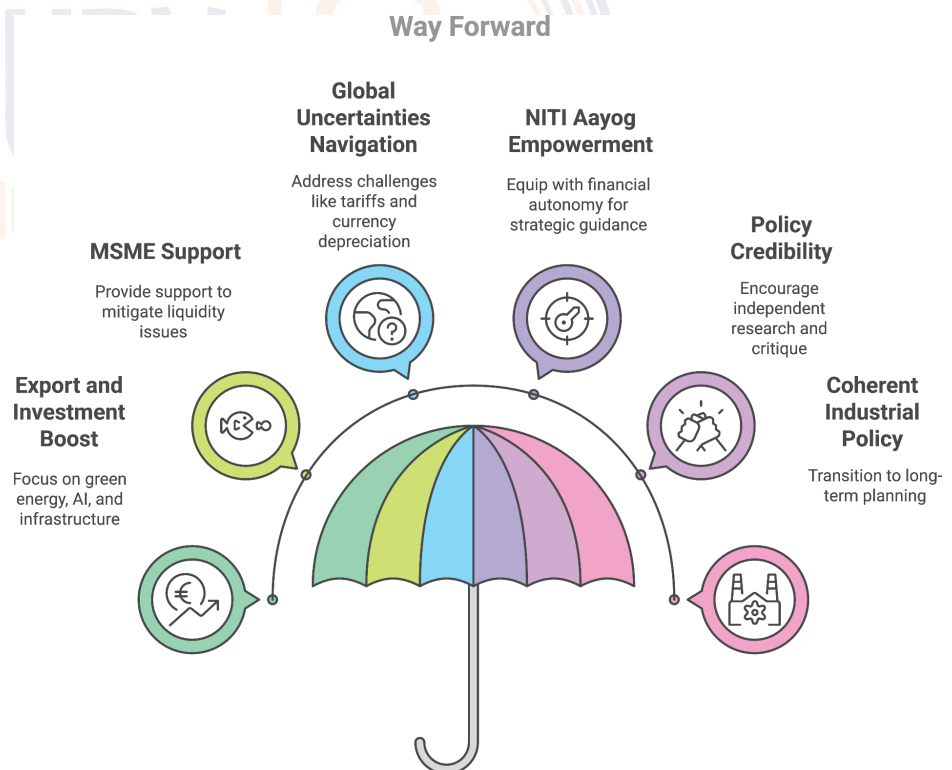 Way Forward
Global
Uncertainties
Navigation
Address challenges
like tariffs and
currency
depreciation
NITI Aayog
Empowerment
Equip with financial
autonomy for
strategic guidance
MSME Support
Provide support to
mitigate liquidity
issues
Policy
Credibility
Encourage
independent
research and
critique
Export and
Investment
Boost
Focus on green
energy, AI, and
infrastructure
Coherent
Industrial
Policy
Transition to long-
term planning
?
€